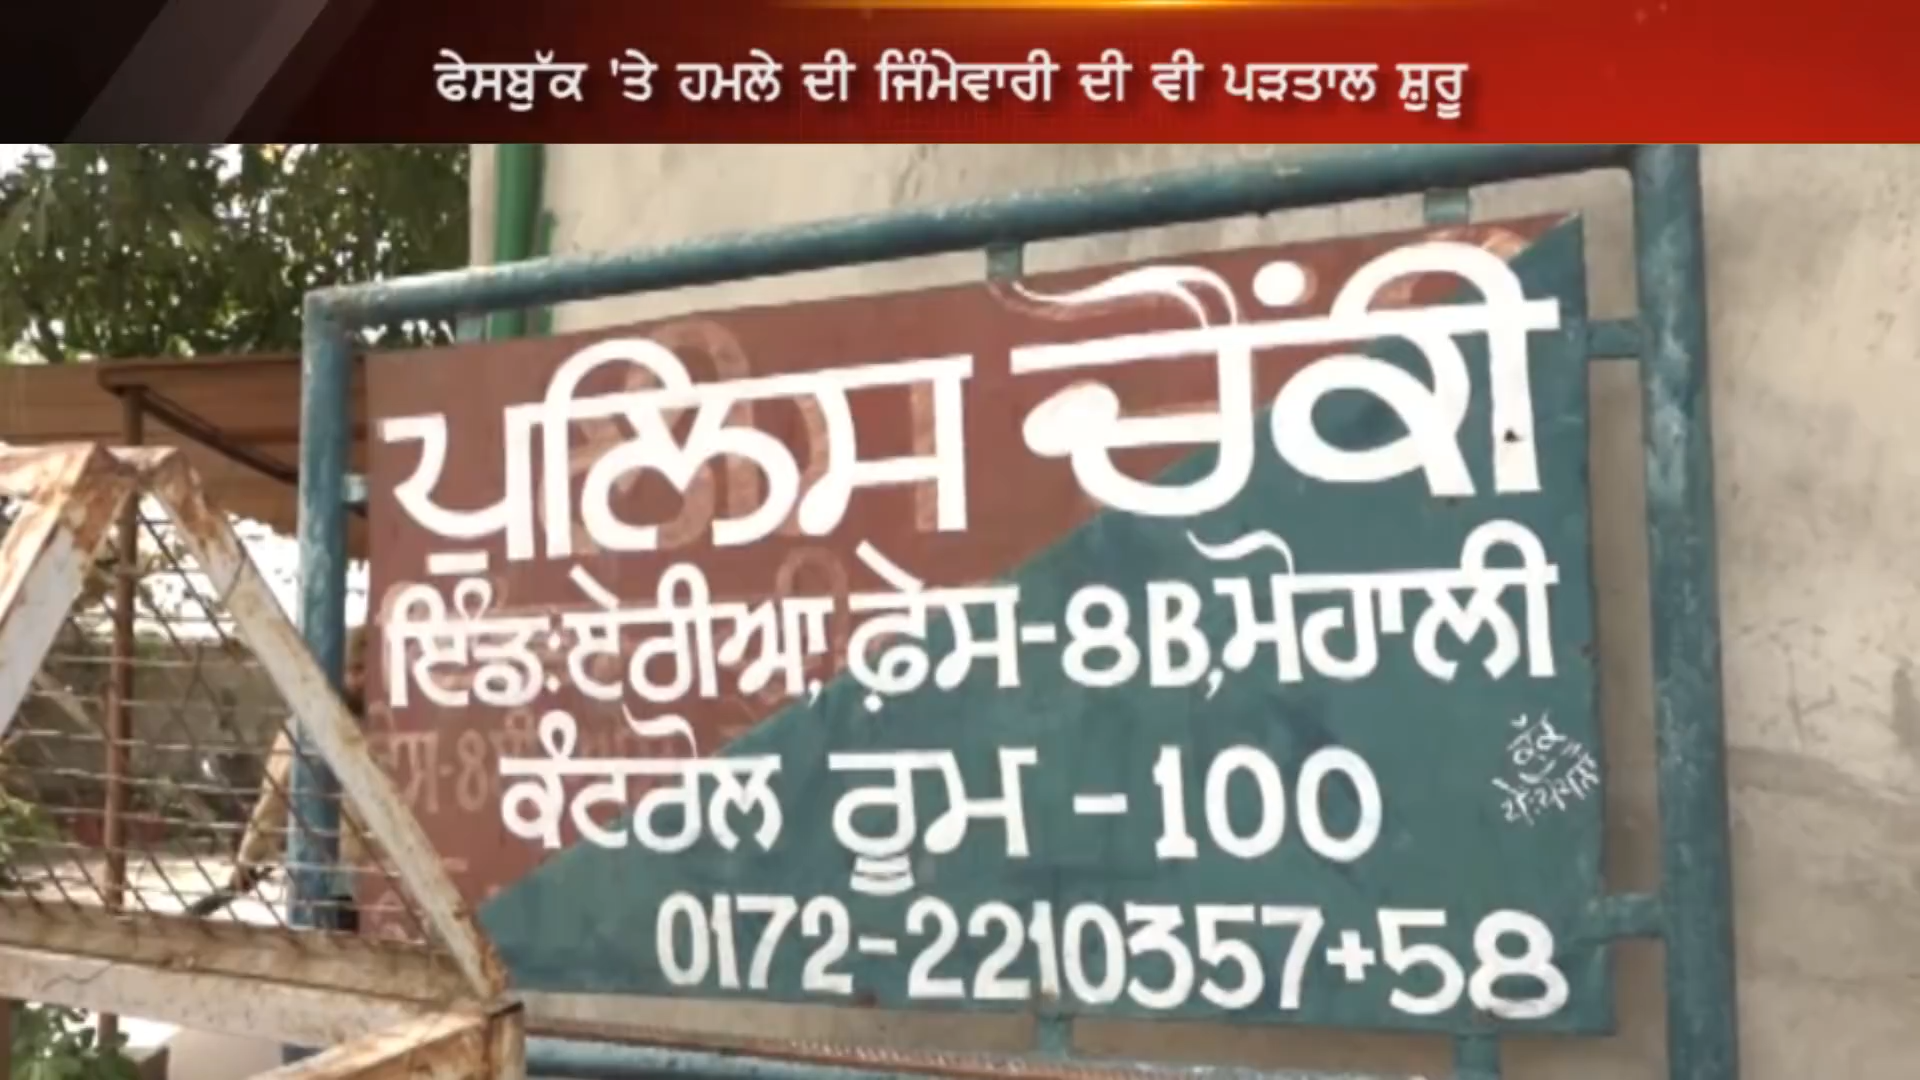 ਫੇਸਬੁੱਕ 'ਤੇ ਹਮਲੇ ਦੀ ਜਿੰਮੇਵਾਰੀ ਦੀ ਵੀ ਪੜਤਾਲ ਸ਼ੁਰੂ
ਪੁਲਿਸ ਚੌਂਕੀ
ਇੰਡ:ਏਰੀਆ, ਫ਼ੇਸ-8B, ਮੋਹਾਲੀ
ਕੰਟਰੋਲ ਰੂਮ - 100
0172-2210357+58